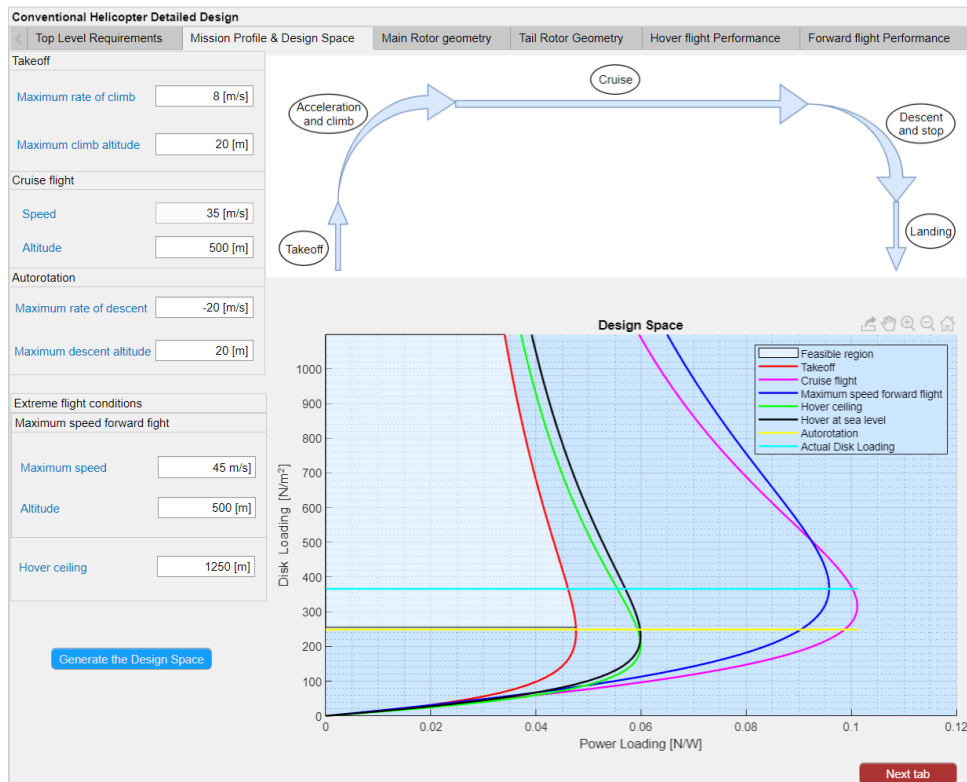 Conventional Helicopter Detailed Design
Top Level Requirements
Mission Profile & Design Space
Main Rotor geometry
Tail Rotor Geometry
Hover flight Performance
Forward flight Performance
Takeoff
Maximum rate of climb
8 [m/s]
Maximum climb altitude
20 [m]
Cruise flight
Speed
35 [m/s]
Altitude
500 [m]
Autorotation
Maximum rate of descent
-20 [m/s]
Maximum descent altitude
20 [m]
Extreme flight conditions
Maximum speed forward fight
Maximum speed
45 m/s]
Altitude
500 [m]
Hover ceiling
1250 [m]
Generate the Design Space
Takeoff
Acceleration
and climb
Cruise
Descent
and stop
Landing
Design Space
Feasible region
Takeoff
Cruise flight
Maximum speed forward flight
Hover ceiling
Hover at sea level
Autorotation
Actual Disk Loading
Disk Loading [N/m²]
1000
900
800
700
600
500
400
300
200
100
0
0
0.02
0.04
0.06
0.08
0.1
0.12
Power Loading [N/W]
Next tab